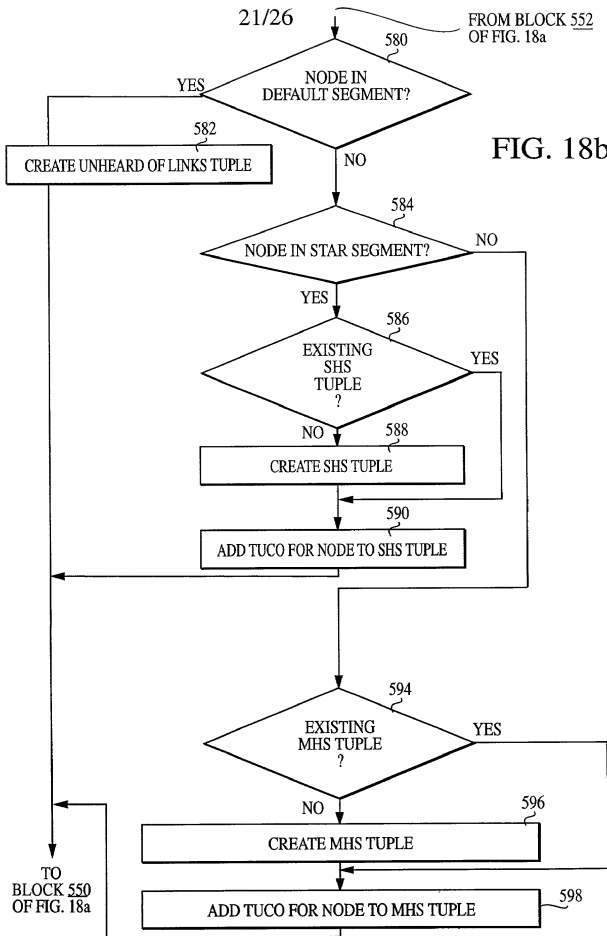 21/26
FROM BLOCK 552
OF FIG. 18a
580
YES
NODE IN
DEFAULT SEGMENT?
582
CREATE UNHEARD OF LINKS TUPLE
NO
FIG. 18b
584
NODE IN STAR SEGMENT?
NO
YES
586
EXISTING
SHS
TUPLE
?
YES
NO
588
CREATE SHS TUPLE
590
ADD TUCO FOR NODE TO SHS TUPLE
594
EXISTING
MHS TUPLE
?
YES
NO
596
CREATE MHS TUPLE
TO
BLOCK 550
OF FIG. 18a
ADD TUCO FOR NODE TO MHS TUPLE
598